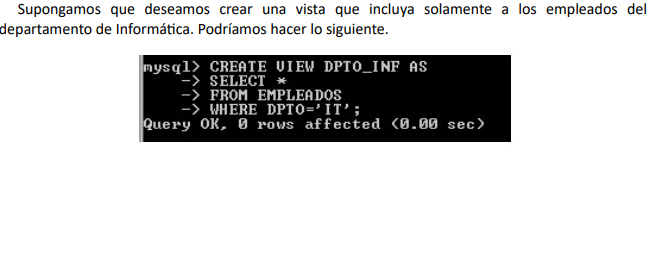 Supongamos que deseamos crear una vista que incluya solamente a los empleados del
departamento de Informática. Podríamos hacer lo siguiente.
mysql> CREATE VIEW DPTO_INF AS
-> SELECT *
-> FROM EMPLEADOS
-> WHERE DPTO='IT';
Query OK, 0 rows affected (0.00 sec)